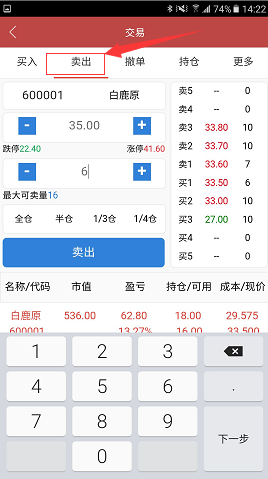 74% 14:22
交易
买入 卖出 撤单 持仓 更多
600001 白鹿原
- 35.00 +
跌停22.40 涨停41.60
- 6 +
最大可卖量16
全仓 半仓 1/3仓 1/4仓
卖出
卖5 -- 0
卖4 -- 0
卖3 33.80 10
卖2 33.70 10
卖1 33.60 7
买1 33.50 6
买2 33.00 10
买3 27.00 10
买4 -- 0
买5 -- 0
名称/代码 市值 盈亏 持仓/可用 成本/现价
白鹿原 536.00 62.80 18.00 29.575
600001 13.27% 16.00 33.500
1 2 3
4 5 6 .
7 8 9 下一步
0